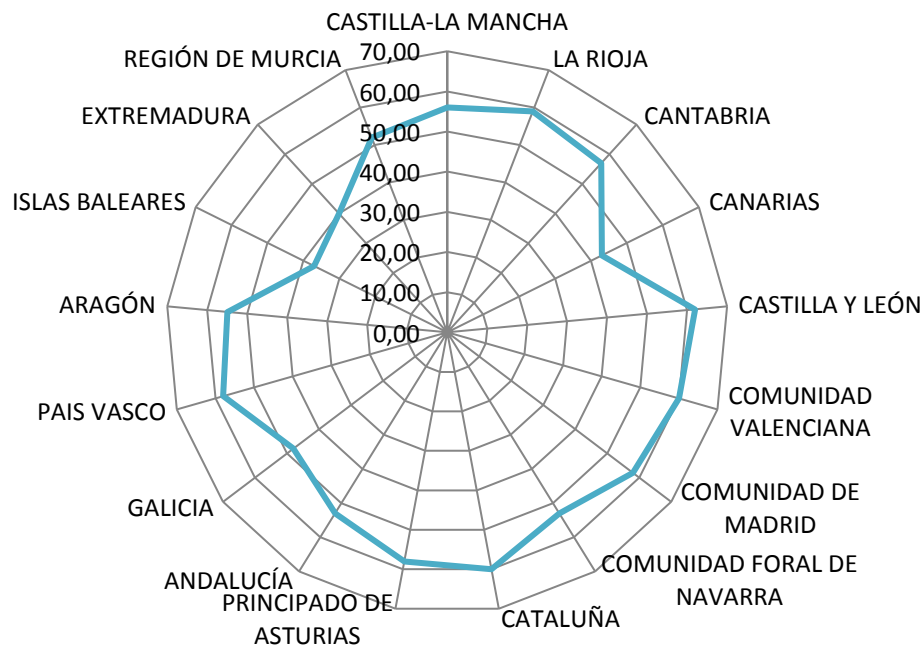 CASTILLA-LA MANCHA
70,00
60,00
50,00
40,00
30,00
20,00
10,00
0,00
LA RIOJA
CANTABRIA
CANARIAS
CASTILLA Y LEÓN
COMUNIDAD
VALENCIANA
COMUNIDAD DE
MADRID
COMUNIDAD FORAL DE
NAVARRA
CATALUÑA
PRINCIPADO DE
ASTURIAS
ANDALUCÍA
GALICIA
PAIS VASCO
ARAGÓN
ISLAS BALEARES
EXTREMADURA
REGIÓN DE MURCIA